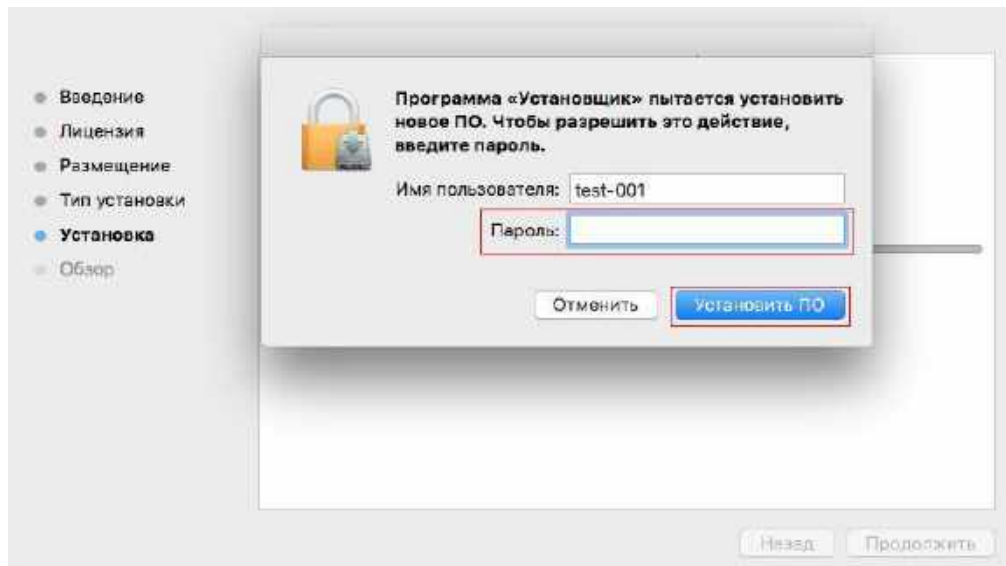 Введение
Лицензия
Размещение
Тип установки
Установка
Обзор
Программа «Установщик» пытается установить
новое ПО. Чтобы разрешить это действие,
введите пароль.
Имя пользователя: test-001
Пароль:
Отменить
Установить ПО
Назад
Продолжить